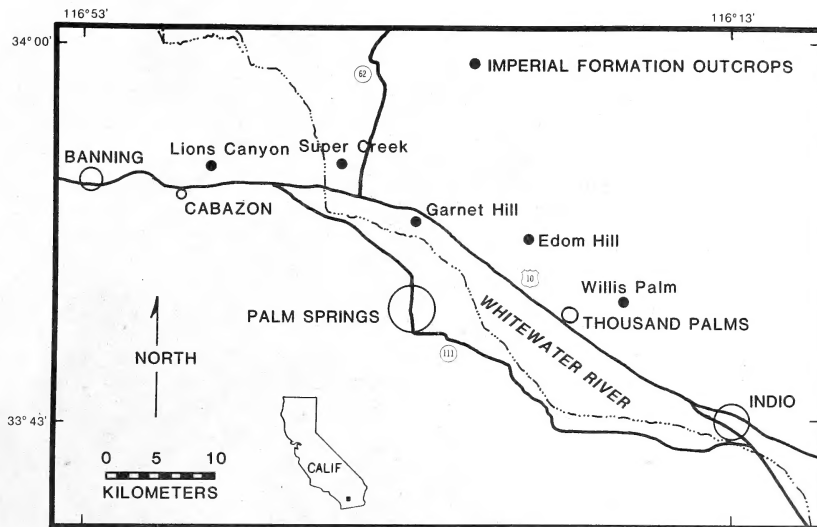 116° 53'
116° 13'
34° 00'
62
IMPERIAL FORMATION OUTCROPS
Lions Canyon
Super Creek
BANNING
CABAZON
Garnet Hill
Edom Hill
10
Willis Palm
PALM SPRINGS
THOUSAND PALMS
WHITEWATER RIVER
NORTH
111
INDIO
33° 43'
CALIF
0 5 10
KILOMETERS